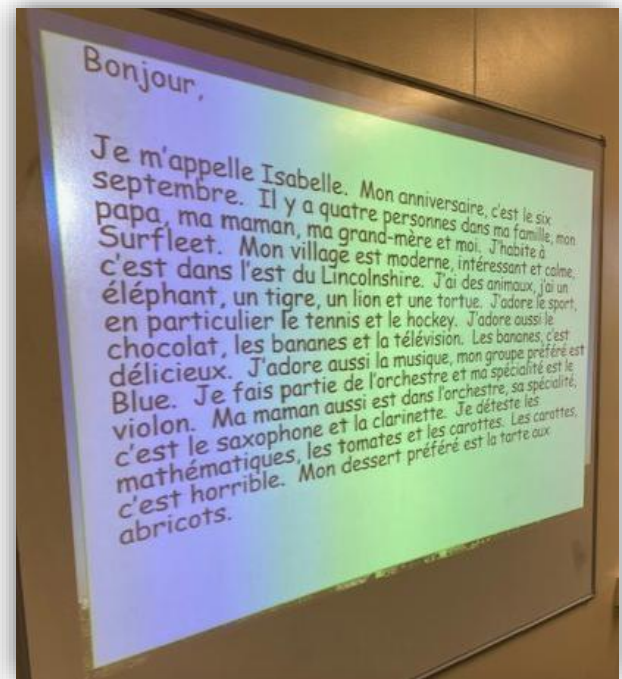 Bonjour,
Je m'appelle Isabelle. Mon anniversaire, c'est le six
septembre. Il y a quatre personnes dans ma famille, mon
papa, ma maman, ma grand-mère et moi. J'habite à
Surfleet. Mon village est moderne, intéressant et calme,
c'est dans l'est du Lincolnshire. J'ai des animaux, j'ai un
éléphant, un tigre, un lion et une tortue. J'adore le sport,
en particulier le tennis et le hockey. J'adore aussi le
chocolat, les bananes et la télévision. Les bananes, c'est
délicieux. J'adore aussi la musique, mon groupe préféré est
Blue. Je fais partie de l'orchestre et ma spécialité est le
violon. Ma maman aussi est dans l'orchestre, sa spécialité,
c'est le saxophone et la clarinette. Je déteste les
mathématiques, les tomates et les carottes. Les carottes,
c'est horrible. Mon dessert préféré est la tarte aux
abricots.